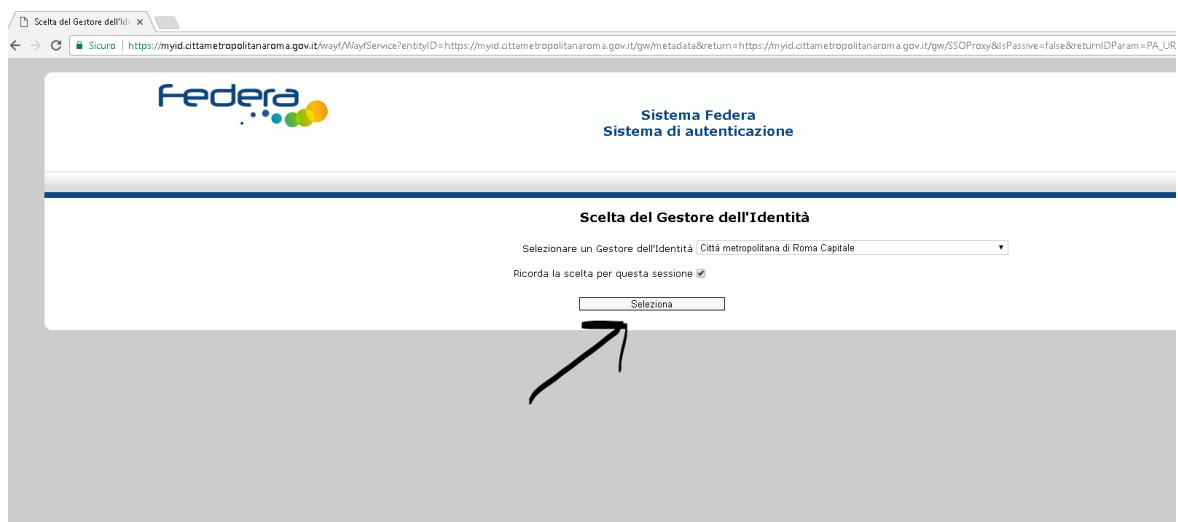 Scelta del Gestore dell'Ide
Sicuro https://myid.cittametropolitanaroma.gov.it/wayf/WayfService?entityID=https://myid.cittametropolitanaroma.gov.it/gw/metadata&return=https://myid.cittametropolitanaroma.gov.it/gw/SSOProxy&IsPassive=false&returnIDParam=PA_UR
Federa
Sistema Federa
Sistema di autenticazione
Scelta del Gestore dell'Identità
Selezionare un Gestore dell'Identità Città metropolitana di Roma Capitale
Ricorda la scelta per questa sessione
Seleziona